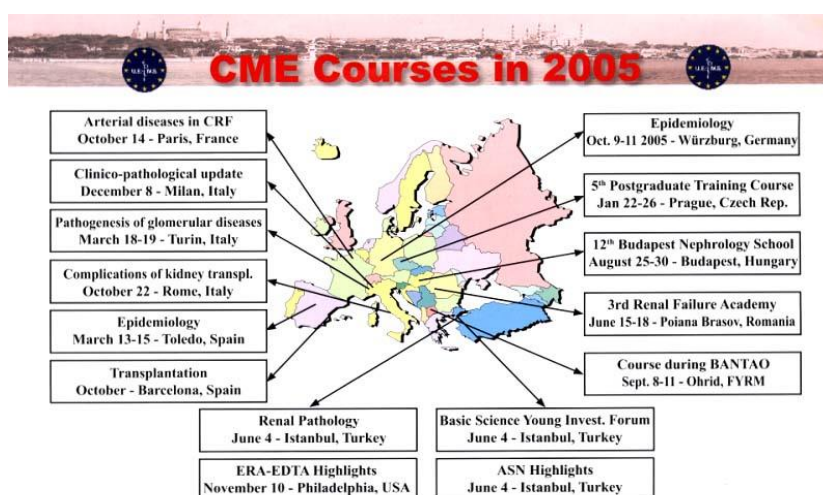 CME Courses in 2005
U.E.M.S.
U.E.M.S.
Arterial diseases in CRF
October 14 - Paris, France
Clinico-pathological update
December 8 - Milan, Italy
Pathogenesis of glomerular diseases
March 18-19 - Turin, Italy
Complications of kidney transpl.
October 22 - Rome, Italy
Epidemiology
March 13-15 - Toledo, Spain
Transplantation
October - Barcelona, Spain
Epidemiology
Oct. 9-11 2005 - Würzburg, Germany
5th Postgraduate Training Course
Jan 22-26 - Prague, Czech Rep.
12th Budapest Nephrology School
August 25-30 - Budapest, Hungary
3rd Renal Failure Academy
June 15-18 - Poiana Brasov, Romania
Course during BANTAO
Sept. 8-11 - Ohrid, FYRM
Renal Pathology
June 4 - Istanbul, Turkey
Basic Science Young Invest. Forum
June 4 - Istanbul, Turkey
ERA-EDTA Highlights
November 10 - Philadelphia, USA
ASN Highlights
June 4 - Istanbul, Turkey